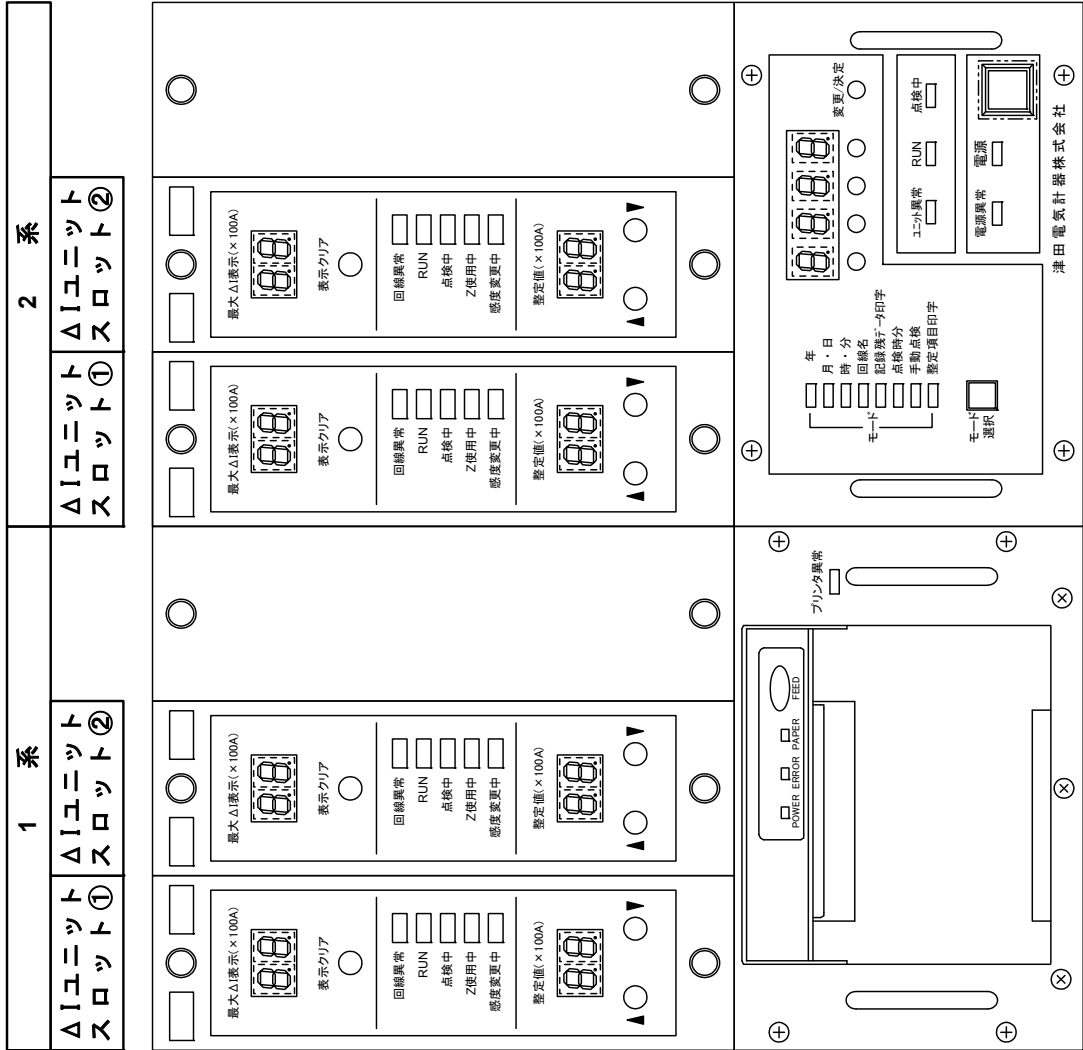 1 系
2 系
ΔIユニット
スロット①
ΔIユニット
スロット②
ΔIユニット
スロット①
ΔIユニット
スロット②
最大 ΔI表示(×100A)
表示クリア
回線異常
RUN
点検中
Z使用中
感度変更中
整定値(×100A)
▲
▼
最大 ΔI表示(×100A)
表示クリア
回線異常
RUN
点検中
Z使用中
感度変更中
整定値(×100A)
▲
▼
最大 ΔI表示(×100A)
表示クリア
回線異常
RUN
点検中
Z使用中
感度変更中
整定値(×100A)
▲
▼
最大 ΔI表示(×100A)
表示クリア
回線異常
RUN
点検中
Z使用中
感度変更中
整定値(×100A)
▲
▼
POWER ERROR PAPER
FEED
プリンタ異常
モード
年
月・日
時・分
回線名
記録残データ印字
点検時分
手動点検
整定項目印字
モード
選択
変更/決定
ユニット異常
RUN
点検中
電源異常
電源
津田電気計器株式会社